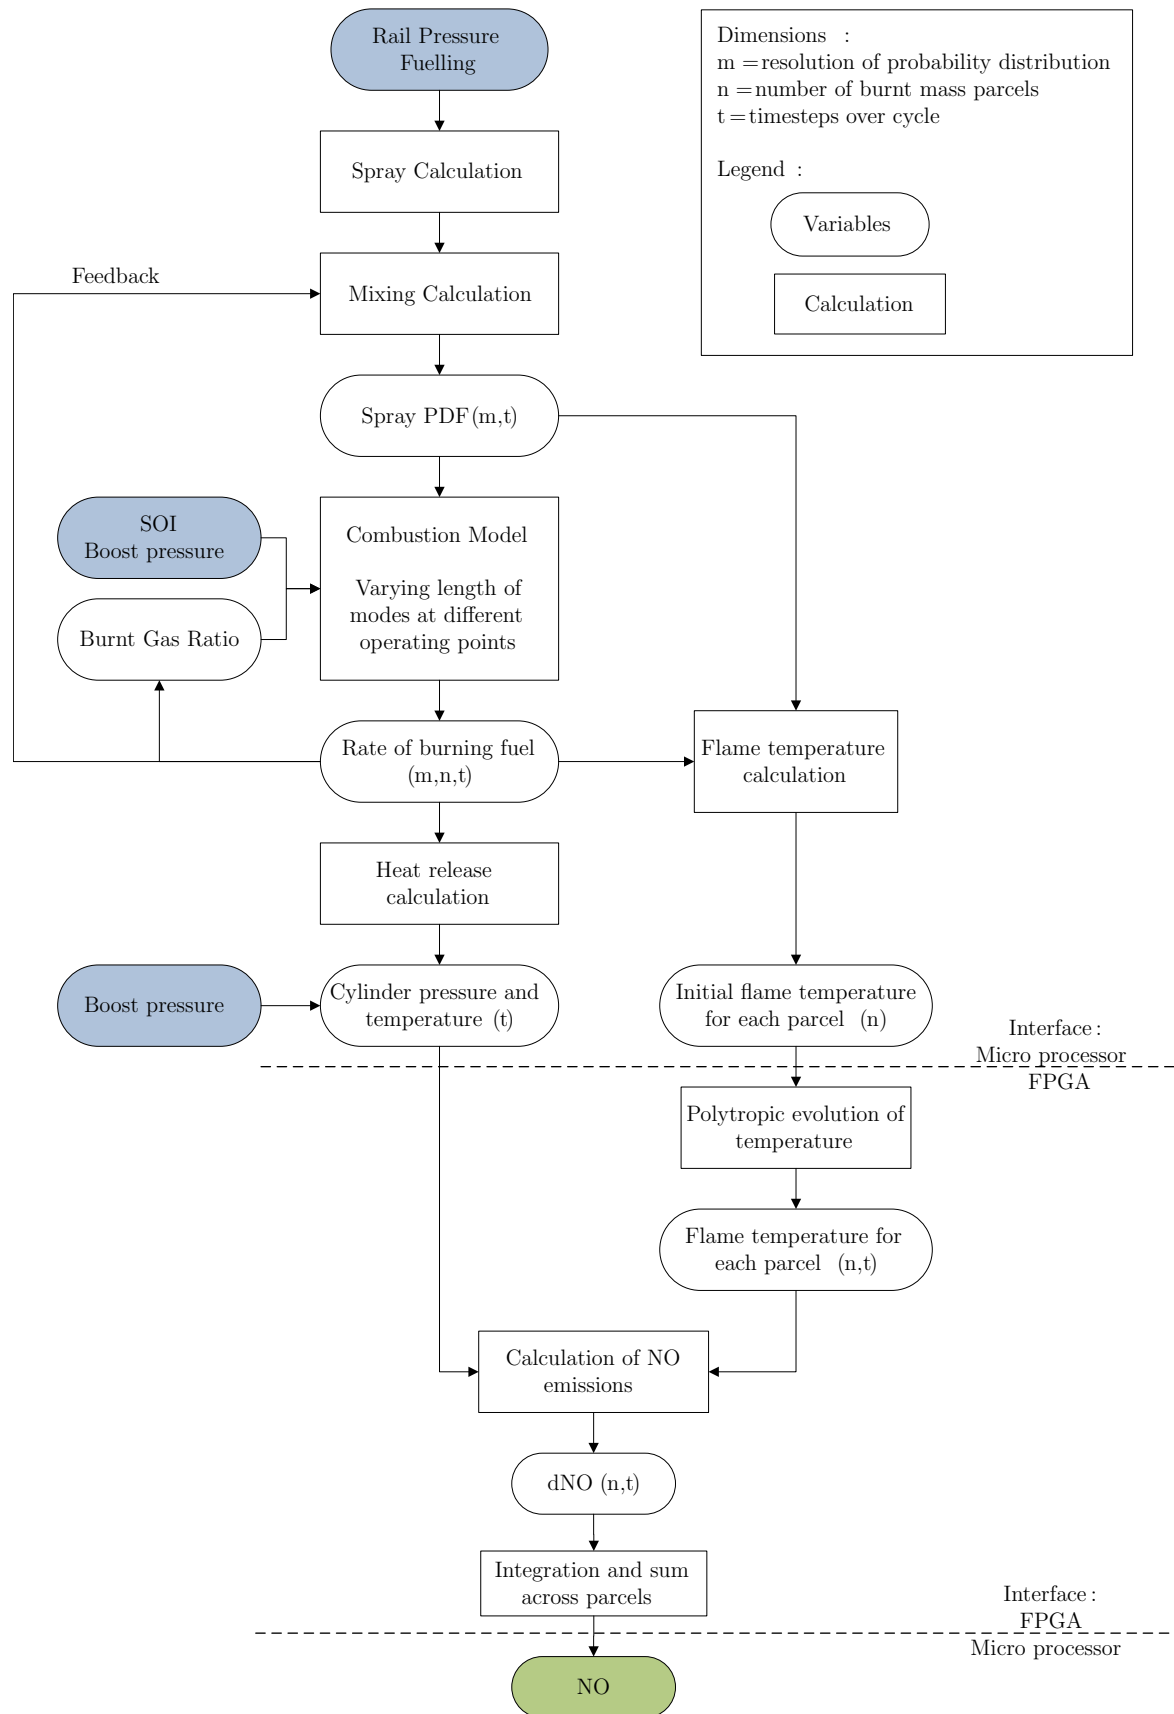 Rail Pressure
Fuelling
Dimensions :
m =resolution of probability distribution
n =number of burnt mass parcels
t=timesteps over cycle
Legend :
Variables
Calculation
Spray Calculation
Feedback
Mixing Calculation
Spray PDF(m,t)
SOI
Boost pressure
Combustion Model
Varying length of
modes at different
operating points
Burnt Gas Ratio
Rate of burning fuel
(m,n,t)
Flame temperature
calculation
Heat release
calculation
Boost pressure
Cylinder pressure and
temperature (t)
Initial flame temperature
for each parcel (n)
Interface:
Micro processor
FPGA
Polytropic evolution of
temperature
Flame temperature for
each parcel (n,t)
Calculation of NO
emissions
dNO (n,t)
Integration and sum
across parcels
Interface:
FPGA
Micro processor
NO